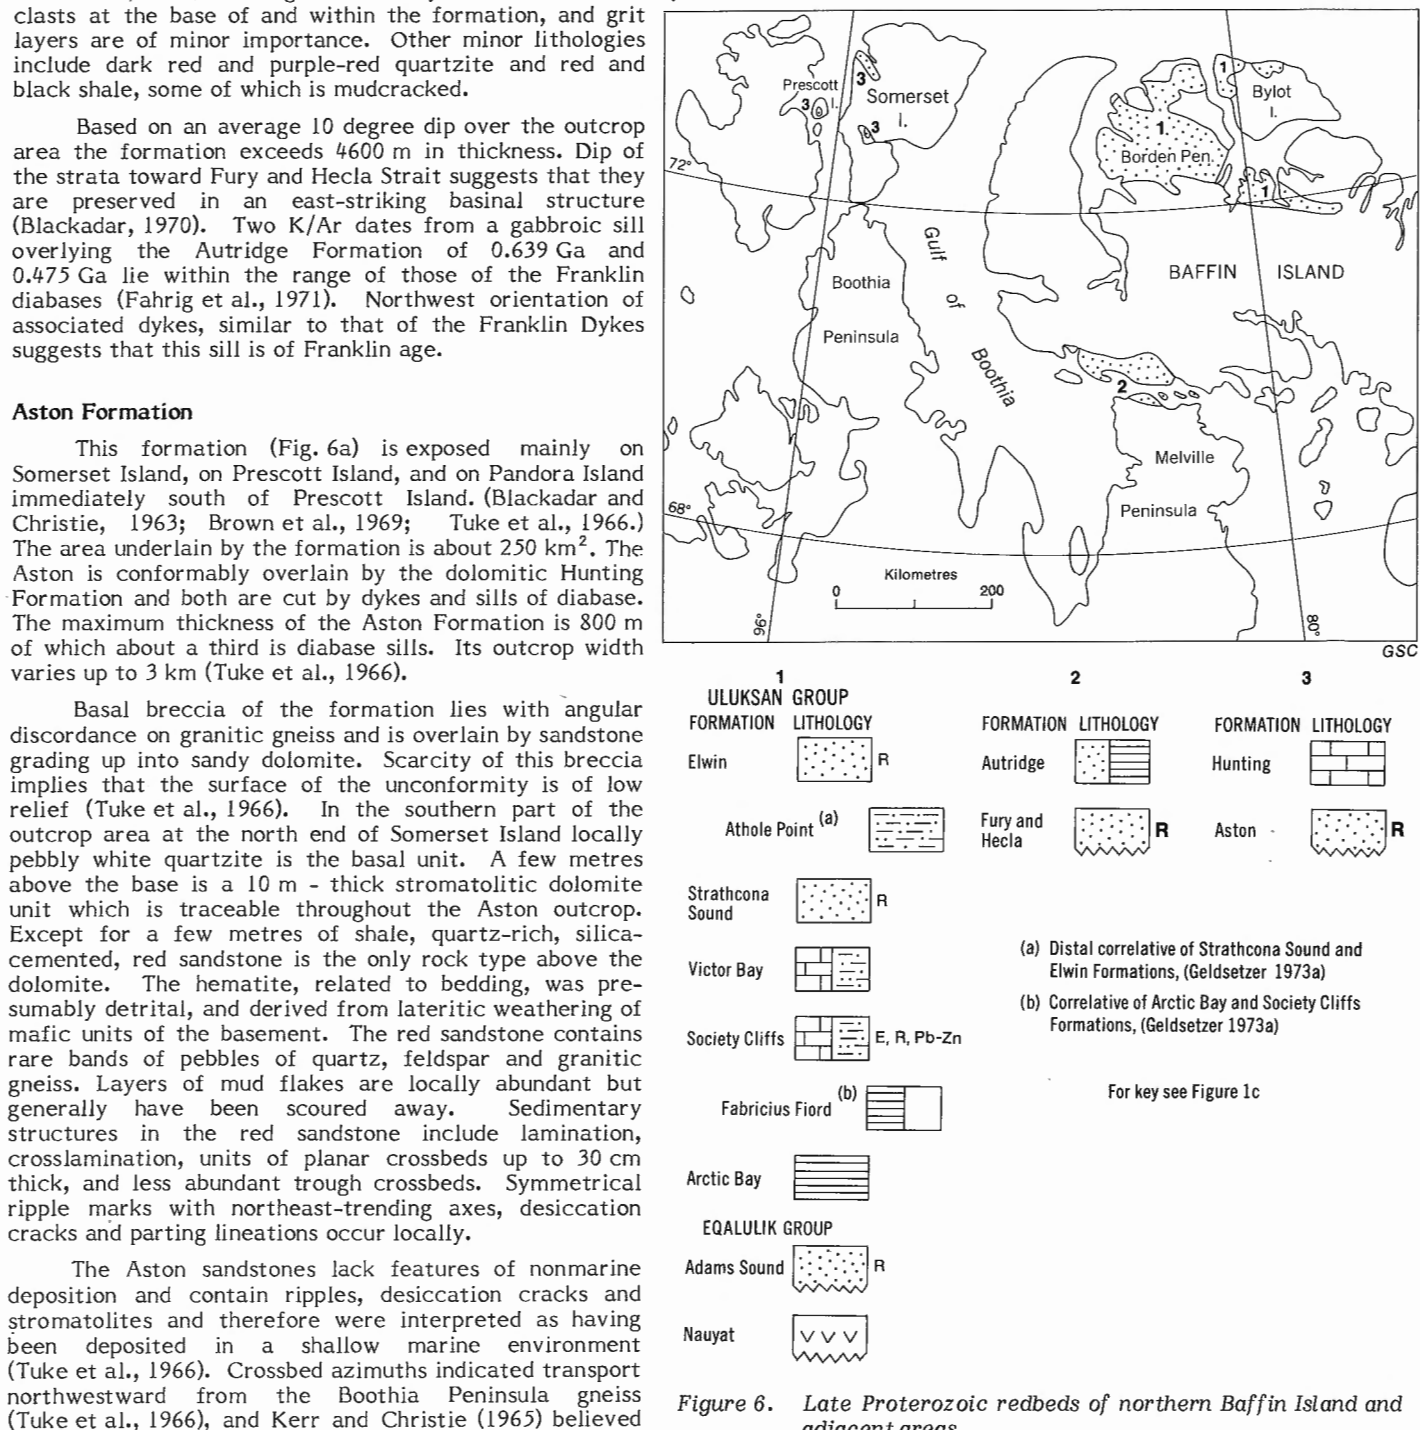 clasts at the base of and within the formation, and grit
layers are of minor importance. Other minor lithologies
include dark red and purple-red quartzite and red and
black shale, some of which is mudcracked.
Based on an average 10 degree dip over the outcrop
area the formation exceeds 4600 m in thickness. Dip of
the strata toward Fury and Hecla Strait suggests that they
are preserved in an east-striking basinal structure
(Blackadar, 1970). Two K/Ar dates from a gabbroic sill
overlying the Autridge Formation of 0.639 Ga and
0.475 Ga lie within the range of those of the Franklin
diabases (Fahrig et al., 1971). Northwest orientation of
associated dykes, similar to that of the Franklin Dykes
suggests that this sill is of Franklin age.
Aston Formation
This formation (Fig. 6a) is exposed mainly on
Somerset Island, on Prescott Island, and on Pandora Island
immediately south of Prescott Island. (Blackadar and
Christie, 1963; Brown et al., 1969; Tuke et al., 1966.)
The area underlain by the formation is about 250 km². The
Aston is conformably overlain by the dolomitic Hunting
Formation and both are cut by dykes and sills of diabase.
The maximum thickness of the Aston Formation is 800 m
of which about a third is diabase sills. Its outcrop width
varies up to 3 km (Tuke et al., 1966).
Basal breccia of the formation lies with angular
discordance on granitic gneiss and is overlain by sandstone
grading up into sandy dolomite. Scarcity of this breccia
implies that the surface of the unconformity is of low
relief (Tuke et al., 1966). In the southern part of the
outcrop area at the north end of Somerset Island locally
pebbly white quartzite is the basal unit. A few metres
above the base is a 10 m - thick stromatolitic dolomite
unit which is traceable throughout the Aston outcrop.
Except for a few metres of shale, quartz-rich, silica-
cemented, red sandstone is the only rock type above the
dolomite. The hematite, related to bedding, was pre-
sumably detrital, and derived from lateritic weathering of
mafic units of the basement. The red sandstone contains
rare bands of pebbles of quartz, feldspar and granitic
gneiss. Layers of mud flakes are locally abundant but
generally have been scoured away. Sedimentary
structures in the red sandstone include lamination,
crosslamination, units of planar crossbeds up to 30 cm
thick, and less abundant trough crossbeds. Symmetrical
ripple marks with northeast-trending axes, desiccation
cracks and parting lineations occur locally.
The Aston sandstones lack features of nonmarine
deposition and contain ripples, desiccation cracks and
stromatolites and therefore were interpreted as having
been deposited in a shallow marine environment
(Tuke et al., 1966). Crossbed azimuths indicated transport
northwestward from the Boothia Peninsula gneiss
(Tuke et al., 1966), and Kerr and Christie (1965) believed
Prescott
I.
3
3
3
Somerset
I.
1
Bylot
I.
1.
Borden Pen.
1
72°
Gulf
of
Boothia
BAFFIN ISLAND
Boothia
Peninsula
2
Melville
Peninsula
68°
Kilometres
0 200
96°
80°
GSC
1 2 3
ULUKSAN GROUP
FORMATION LITHOLOGY FORMATION LITHOLOGY FORMATION LITHOLOGY
Elwin R Autridge Hunting
Athole Point (a) Fury and
Hecla R Aston R
Strathcona
Sound R
Victor Bay
(a) Distal correlative of Strathcona Sound and
Elwin Formations, (Geldsetzer 1973a)
(b) Correlative of Arctic Bay and Society Cliffs
Formations, (Geldsetzer 1973a)
Society Cliffs E, R, Pb-Zn
Fabricius Fiord (b)
For key see Figure 1c
Arctic Bay
EQALULIK GROUP
Adams Sound R
Nauyat
Figure 6. Late Proterozoic redbeds of northern Baffin Island and
adjacent areas